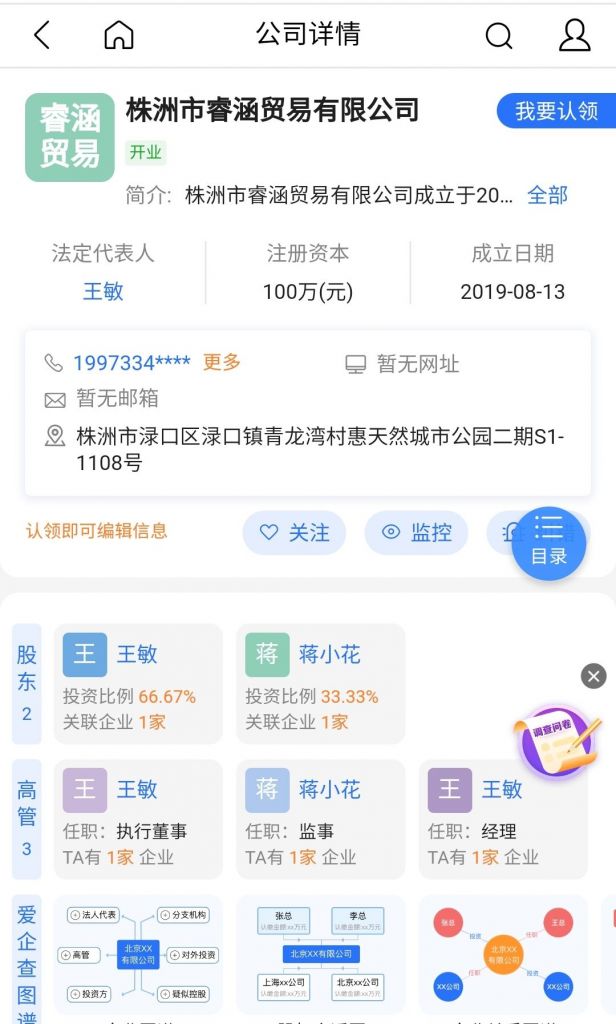 公司详情
睿涵
贸易
株洲市睿涵贸易有限公司
我要认领
开业
简介: 株洲市睿涵贸易有限公司成立于20... 全部
法定代表人 注册资本 成立日期
王敏 100万(元) 2019-08-13
1997334**** 更多 暂无网址
暂无邮箱
株洲市渌口区渌口镇青龙湾村惠天然城市公园二期S1-
1108号
认领即可编辑信息 关注 监控
目录
股东 2
王 王敏
投资比例 66.67%
关联企业 1家
蒋 蒋小花
投资比例 33.33%
关联企业 1家
调查问卷
高管 3
王 王敏
任职: 执行董事
TA有 1家 企业
蒋 蒋小花
任职: 监事
TA有 1家 企业
王 王敏
任职: 经理
TA有 1家 企业
爱企查图谱
法人代表 分支机构
高管 北京XX有限公司 对外投资
投资方 疑似控股
张总 李总
认缴金额:xx万元 认缴金额:xx万元
北京XX有限公司
上海xx公司 北京xx公司
认缴金额:xx万元 认缴金额:xx万元
张总 王总
投资 任职
北京XX有限公司
任职 投资
XX公司 XX公司